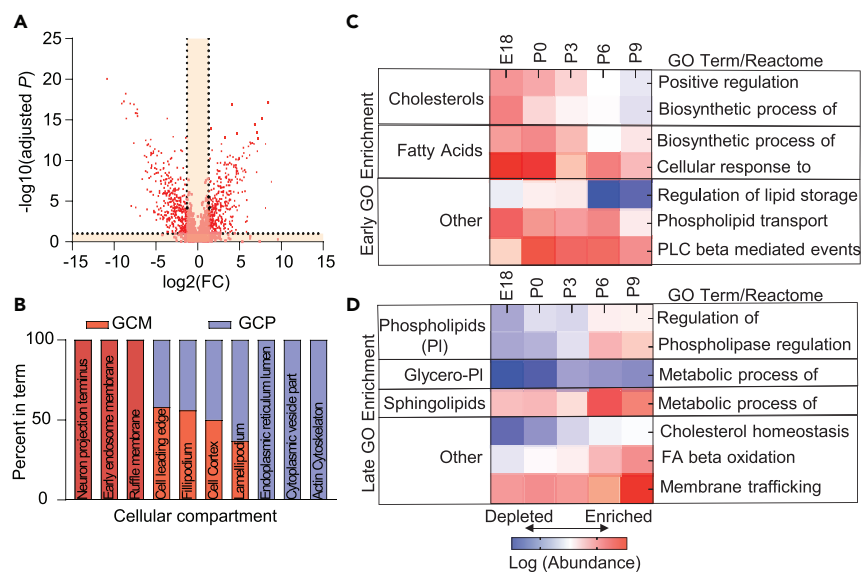 A
25
20
15
10
5
0
-log10(adjusted P)
-15
-10
-5
0
5
10
15
log2(FC)
B
GCM
GCP
100
50
0
Percent in term
Neuron projection terminus
Early endosome membrane
Ruffle membrane
Cell leading edge
Fillipodium
Cell Cortex
Lamellipodium
Endoplasmic reticulum lumen
Cytoplasmic vesicle part
Actin Cytoskeleton
Cellular compartment
C
E18
P0
P3
P6
P9
GO Term/Reactome
Early GO Enrichment
Cholesterols
Positive regulation
Biosynthetic process of
Fatty Acids
Biosynthetic process of
Cellular response to
Other
Regulation of lipid storage
Phospholipid transport
PLC beta mediated events
D
E18
P0
P3
P6
P9
GO Term/Reactome
Late GO Enrichment
Phospholipids
(PI)
Regulation of
Phospholipase regulation
Glycero-PI
Metabolic process of
Sphingolipids
Metabolic process of
Other
Cholesterol homeostasis
FA beta oxidation
Membrane trafficking
Depleted
Enriched
Log (Abundance)